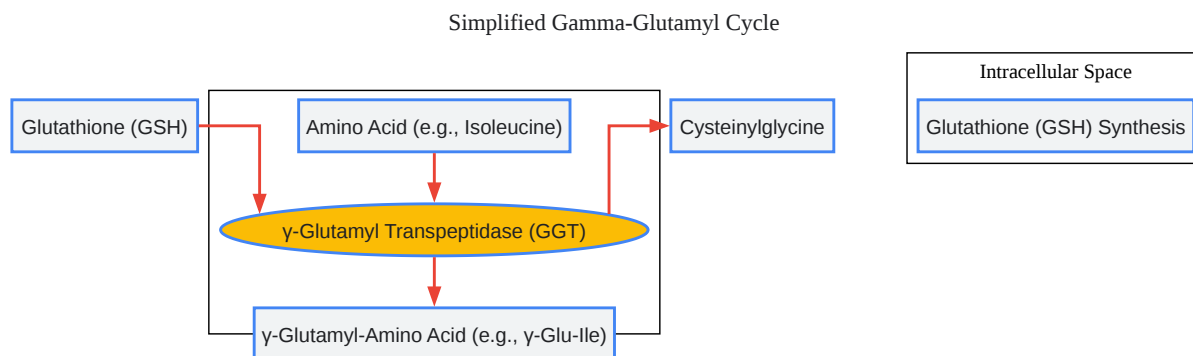 Simplified Gamma-Glutamyl Cycle
Intracellular Space
Glutathione (GSH)
Amino Acid (e.g., Isoleucine)
Cysteinylglycine
Glutathione (GSH) Synthesis
γ-Glutamyl Transpeptidase (GGT)
γ-Glutamyl-Amino Acid (e.g., γ-Glu-Ile)